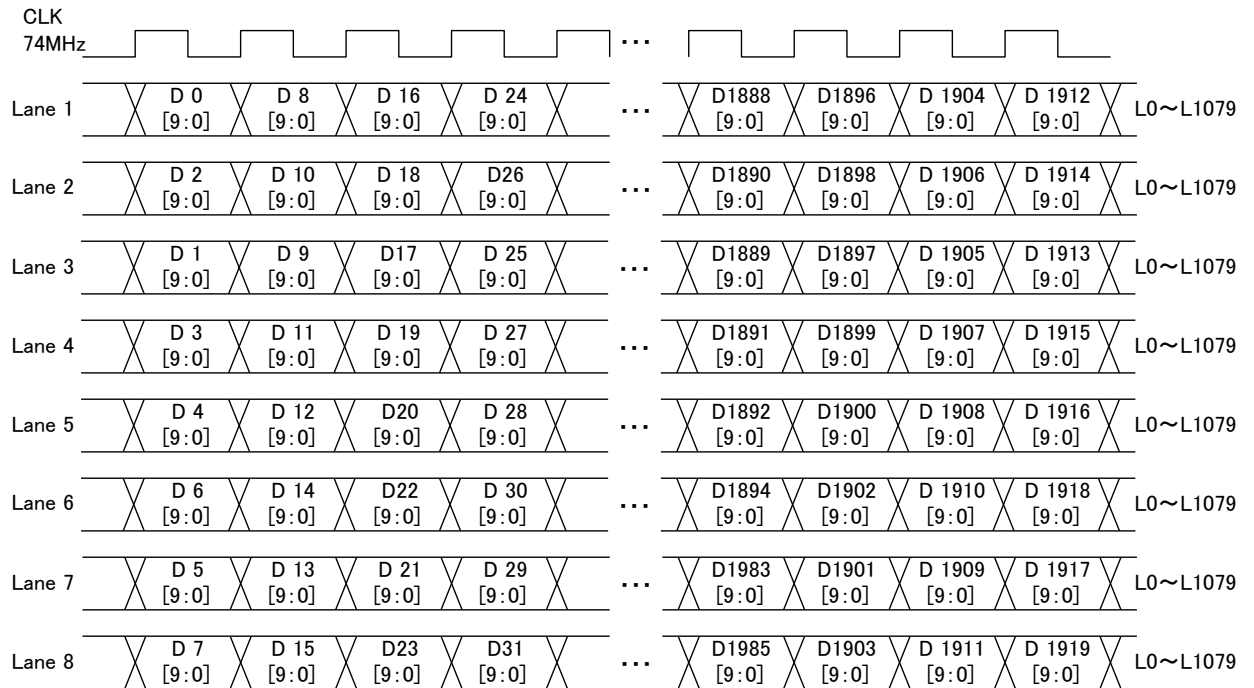 CLK
74MHz
...
Lane 1 D 0 D 8 D 16 D 24 ... D1888 D1896 D 1904 D 1912 L0～L1079
[9:0] [9:0] [9:0] [9:0] [9:0] [9:0] [9:0] [9:0]
Lane 2 D 2 D 10 D 18 D26 ... D1890 D1898 D 1906 D 1914 L0～L1079
[9:0] [9:0] [9:0] [9:0] [9:0] [9:0] [9:0] [9:0]
Lane 3 D 1 D 9 D17 D 25 ... D1889 D1897 D 1905 D 1913 L0～L1079
[9:0] [9:0] [9:0] [9:0] [9:0] [9:0] [9:0] [9:0]
Lane 4 D 3 D 11 D 19 D 27 ... D1891 D1899 D 1907 D 1915 L0～L1079
[9:0] [9:0] [9:0] [9:0] [9:0] [9:0] [9:0] [9:0]
Lane 5 D 4 D 12 D20 D 28 ... D1892 D1900 D 1908 D 1916 L0～L1079
[9:0] [9:0] [9:0] [9:0] [9:0] [9:0] [9:0] [9:0]
Lane 6 D 6 D 14 D22 D 30 ... D1894 D1902 D 1910 D 1918 L0～L1079
[9:0] [9:0] [9:0] [9:0] [9:0] [9:0] [9:0] [9:0]
Lane 7 D 5 D 13 D 21 D 29 ... D1983 D1901 D 1909 D 1917 L0～L1079
[9:0] [9:0] [9:0] [9:0] [9:0] [9:0] [9:0] [9:0]
Lane 8 D 7 D 15 D23 D31 ... D1985 D1903 D 1911 D 1919 L0～L1079
[9:0] [9:0] [9:0] [9:0] [9:0] [9:0] [9:0] [9:0]